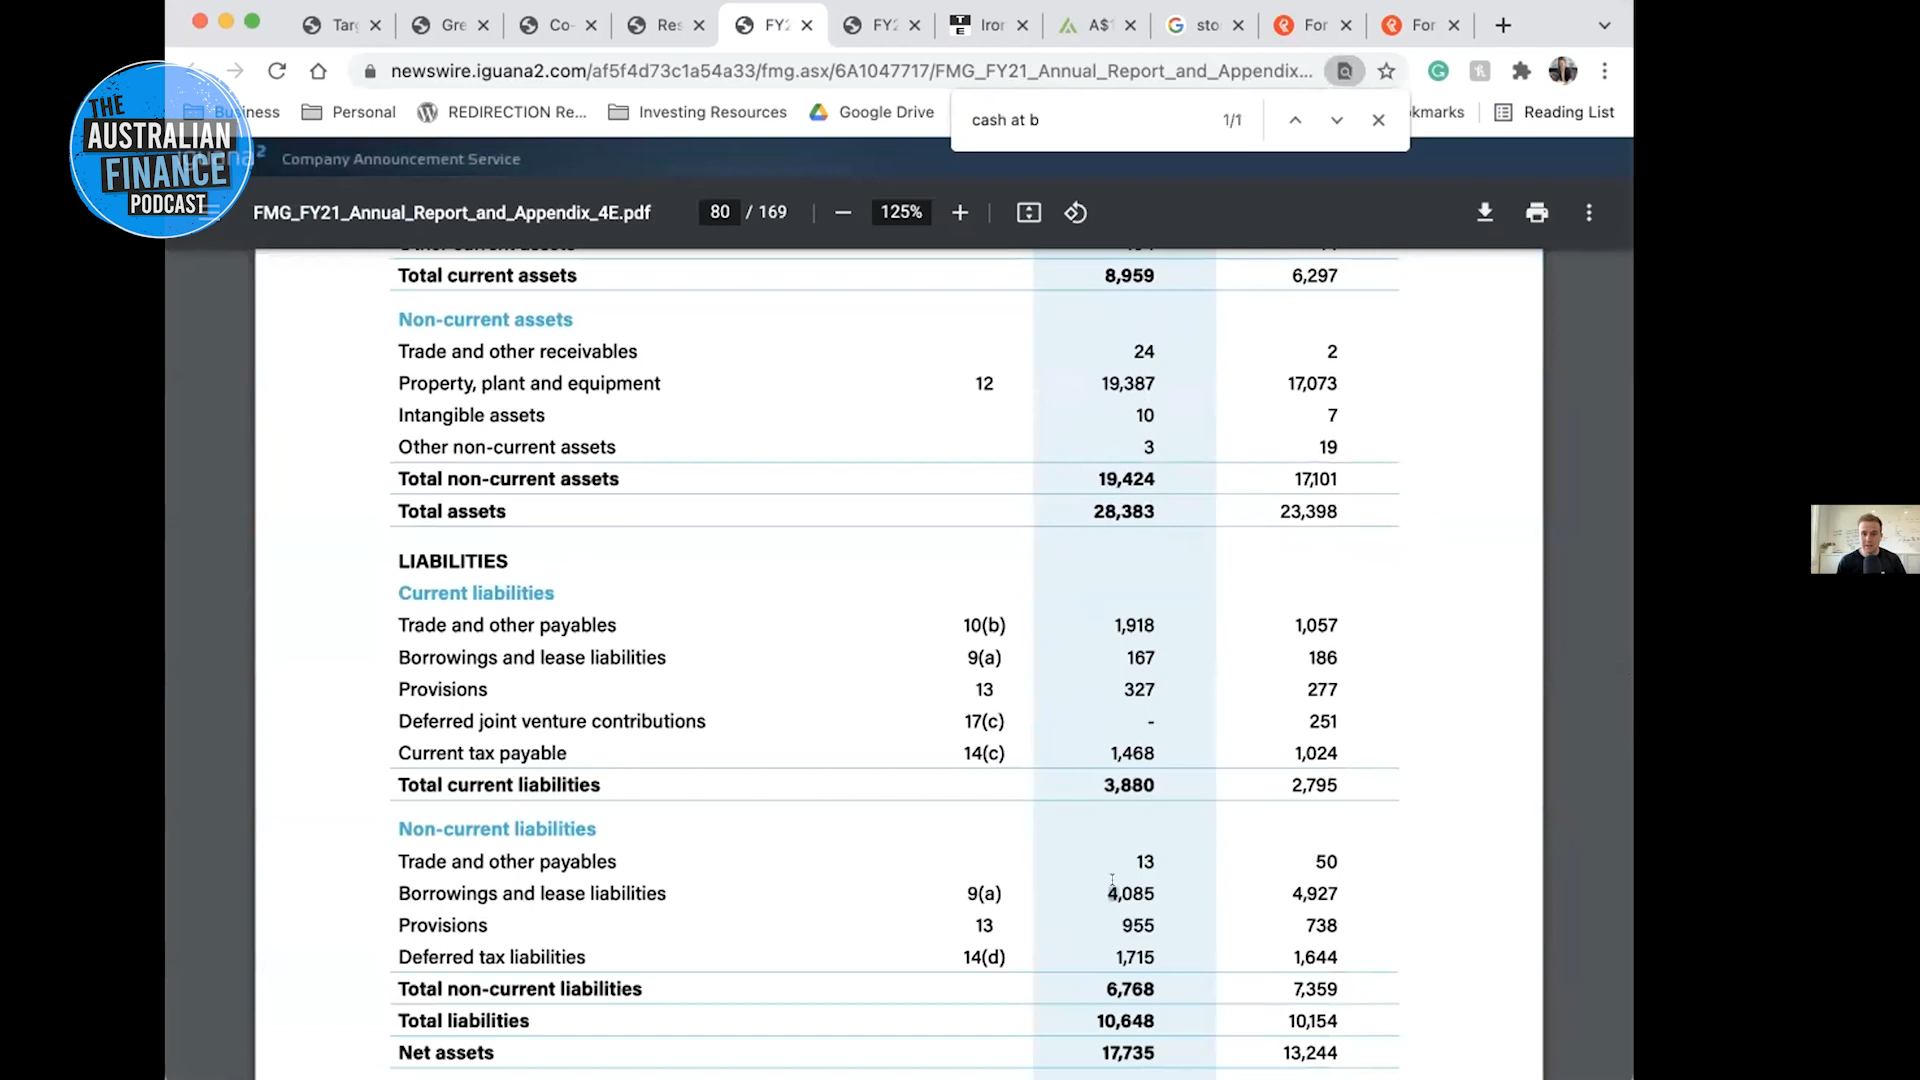 Tar
Gre
Co-
Res
FY2
FY2
Iror
A$1
sto
For
For
newswire.iguana2.com/af5f4d73c1a54a33/fmg.asx/6A1047717/FMG_FY21_Annual_Report_and_Appendix...
THE
AUSTRALIAN
FINANCE
PODCAST
Business
Personal
REDIRECTION Re...
Investing Resources
Google Drive
kmarks
Reading List
cash at b
1/1
Company Announcement Service
FMG_FY21_Annual_Report_and_Appendix_4E.pdf
80 / 169
125%
Total current assets 8,959 6,297
Non-current assets
Trade and other receivables 24 2
Property, plant and equipment 12 19,387 17,073
Intangible assets 10 7
Other non-current assets 3 19
Total non-current assets 19,424 17,101
Total assets 28,383 23,398
LIABILITIES
Current liabilities
Trade and other payables 10(b) 1,918 1,057
Borrowings and lease liabilities 9(a) 167 186
Provisions 13 327 277
Deferred joint venture contributions 17(c) - 251
Current tax payable 14(c) 1,468 1,024
Total current liabilities 3,880 2,795
Non-current liabilities
Trade and other payables 13 50
Borrowings and lease liabilities 9(a) 4,085 4,927
Provisions 13 955 738
Deferred tax liabilities 14(d) 1,715 1,644
Total non-current liabilities 6,768 7,359
Total liabilities 10,648 10,154
Net assets 17,735 13,244